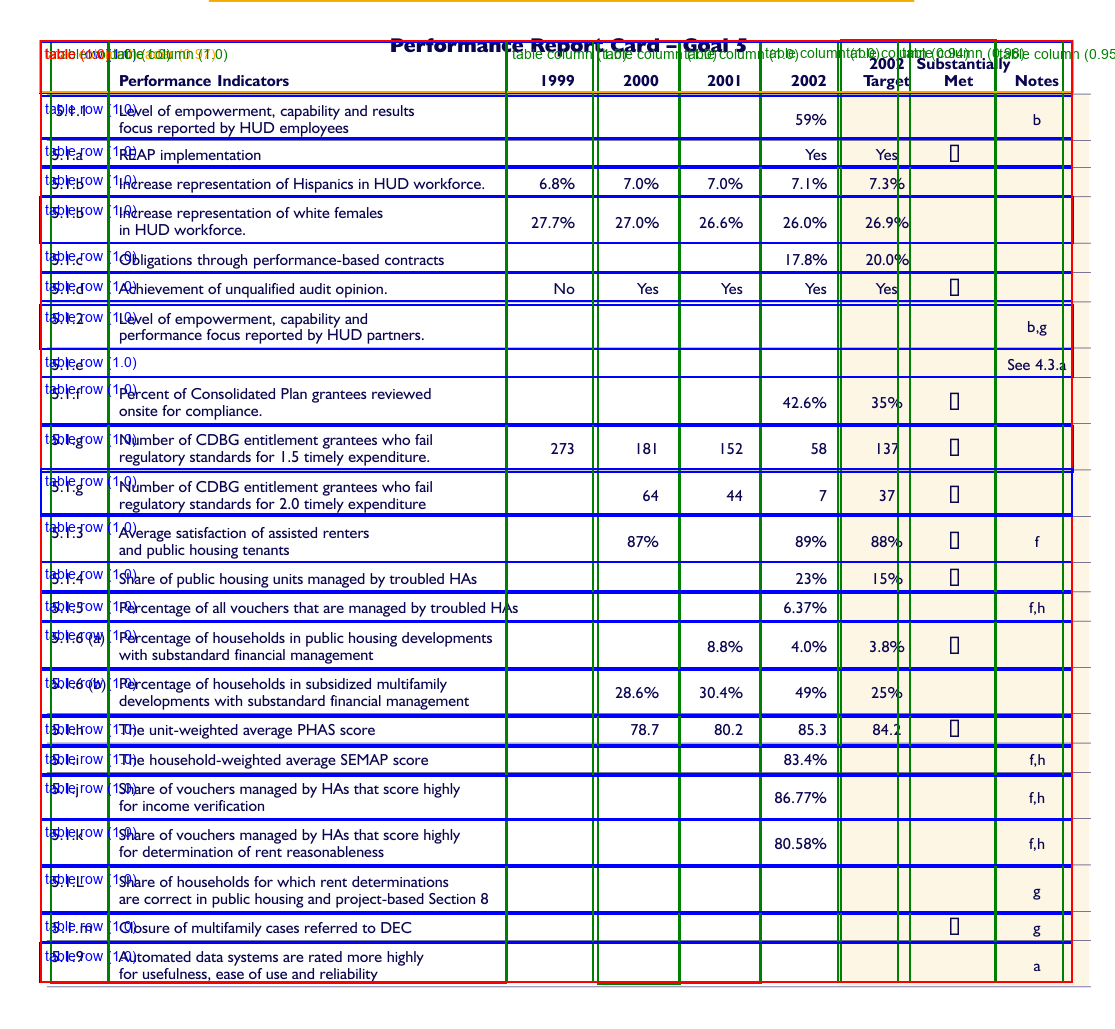 Performance Report Card – Goal 5
Performance Indicators 1999 2000 2001 2002 2002 Target Substantially Met Notes
5.1.1 Level of empowerment, capability and results
focus reported by HUD employees 59% b
5.1.a REAP implementation Yes Yes
5.1.b Increase representation of Hispanics in HUD workforce. 6.8% 7.0% 7.0% 7.1% 7.3%
5.1.b Increase representation of white females
in HUD workforce. 27.7% 27.0% 26.6% 26.0% 26.9%
5.1.c Obligations through performance-based contracts 17.8% 20.0%
5.1.d Achievement of unqualified audit opinion. No Yes Yes Yes Yes
5.1.2 Level of empowerment, capability and
performance focus reported by HUD partners. b,g
5.1.e See 4.3.a
5.1.f Percent of Consolidated Plan grantees reviewed
onsite for compliance. 42.6% 35%
5.1.g Number of CDBG entitlement grantees who fail
regulatory standards for 1.5 timely expenditure. 273 181 152 58 137
5.1.g Number of CDBG entitlement grantees who fail
regulatory standards for 2.0 timely expenditure 64 44 7 37
5.1.3 Average satisfaction of assisted renters
and public housing tenants 87% 89% 88% f
5.1.4 Share of public housing units managed by troubled HAs 23% 15%
5.1.5 Percentage of all vouchers that are managed by troubled HAs 6.37% f,h
5.1.6 (a) Percentage of households in public housing developments
with substandard financial management 8.8% 4.0% 3.8%
5.1.6 (b) Percentage of households in subsidized multifamily
developments with substandard financial management 28.6% 30.4% 49% 25%
5.1.h The unit-weighted average PHAS score 78.7 80.2 85.3 84.2
5.1.i The household-weighted average SEMAP score 83.4% f,h
5.1.j Share of vouchers managed by HAs that score highly
for income verification 86.77% f,h
5.1.k Share of vouchers managed by HAs that score highly
for determination of rent reasonableness 80.58% f,h
5.1.L Share of households for which rent determinations
are correct in public housing and project-based Section 8 g
5.1.m Closure of multifamily cases referred to DEC g
5.1.9 Automated data systems are rated more highly
for usefulness, ease of use and reliability a